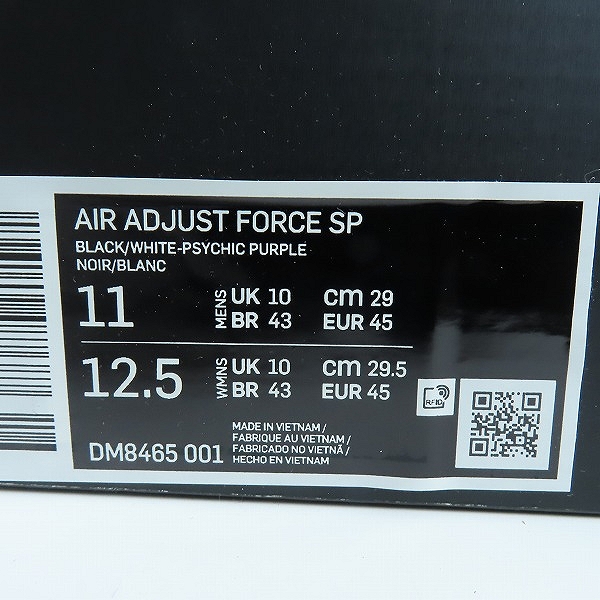 AIR ADJUST FORCE SP
BLACK/WHITE-PSYCHIC PURPLE
NOIR/BLANC
11 MENS UK 10 cm 29
BR 43 EUR 45
12.5 WMNS UK 10 cm 29.5
BR 43 EUR 45
RFID
DM8465 001
MADE IN VIETNAM /
FABRIQUE AU VIETNAM /
FABRICADO NO VIETNÃ /
HECHO EN VIETNAM